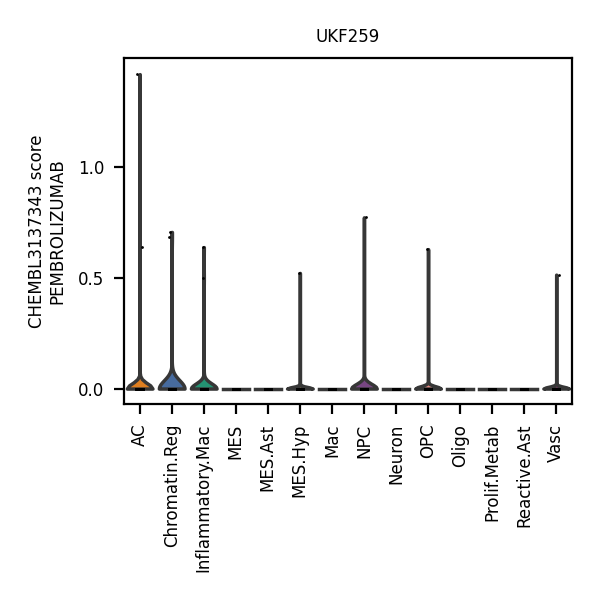 UKF259
CHEMBL3137343 score
PEMBROLIZUMAB
1.0
0.5
0.0
AC
Chromatin.Reg
Inflammatory.Mac
MES
MES.Ast
MES.Hyp
Mac
NPC
Neuron
OPC
Oligo
Prolif.Metab
Reactive.Ast
Vasc